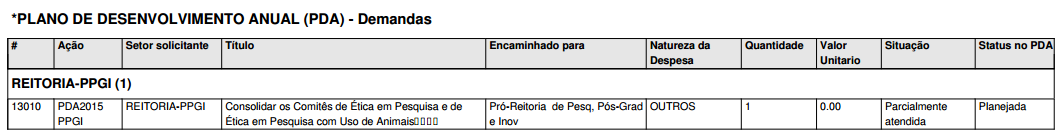 *PLANO DE DESENVOLVIMENTO ANUAL (PDA) - Demandas
# Ação Setor solicitante Título Encaminhado para Natureza da Despesa Quantidade Valor Unitario Situação Status no PDA
REITORIA-PPGI (1)
13010 PDA2015 PPGI REITORIA-PPGI Consolidar os Comitês de Ética em Pesquisa e de Ética em Pesquisa com Uso de Animais▯▯▯▯ Pró-Reitoria de Pesq, Pós-Grad e Inov OUTROS 1 0.00 Parcialmente atendida Planejada